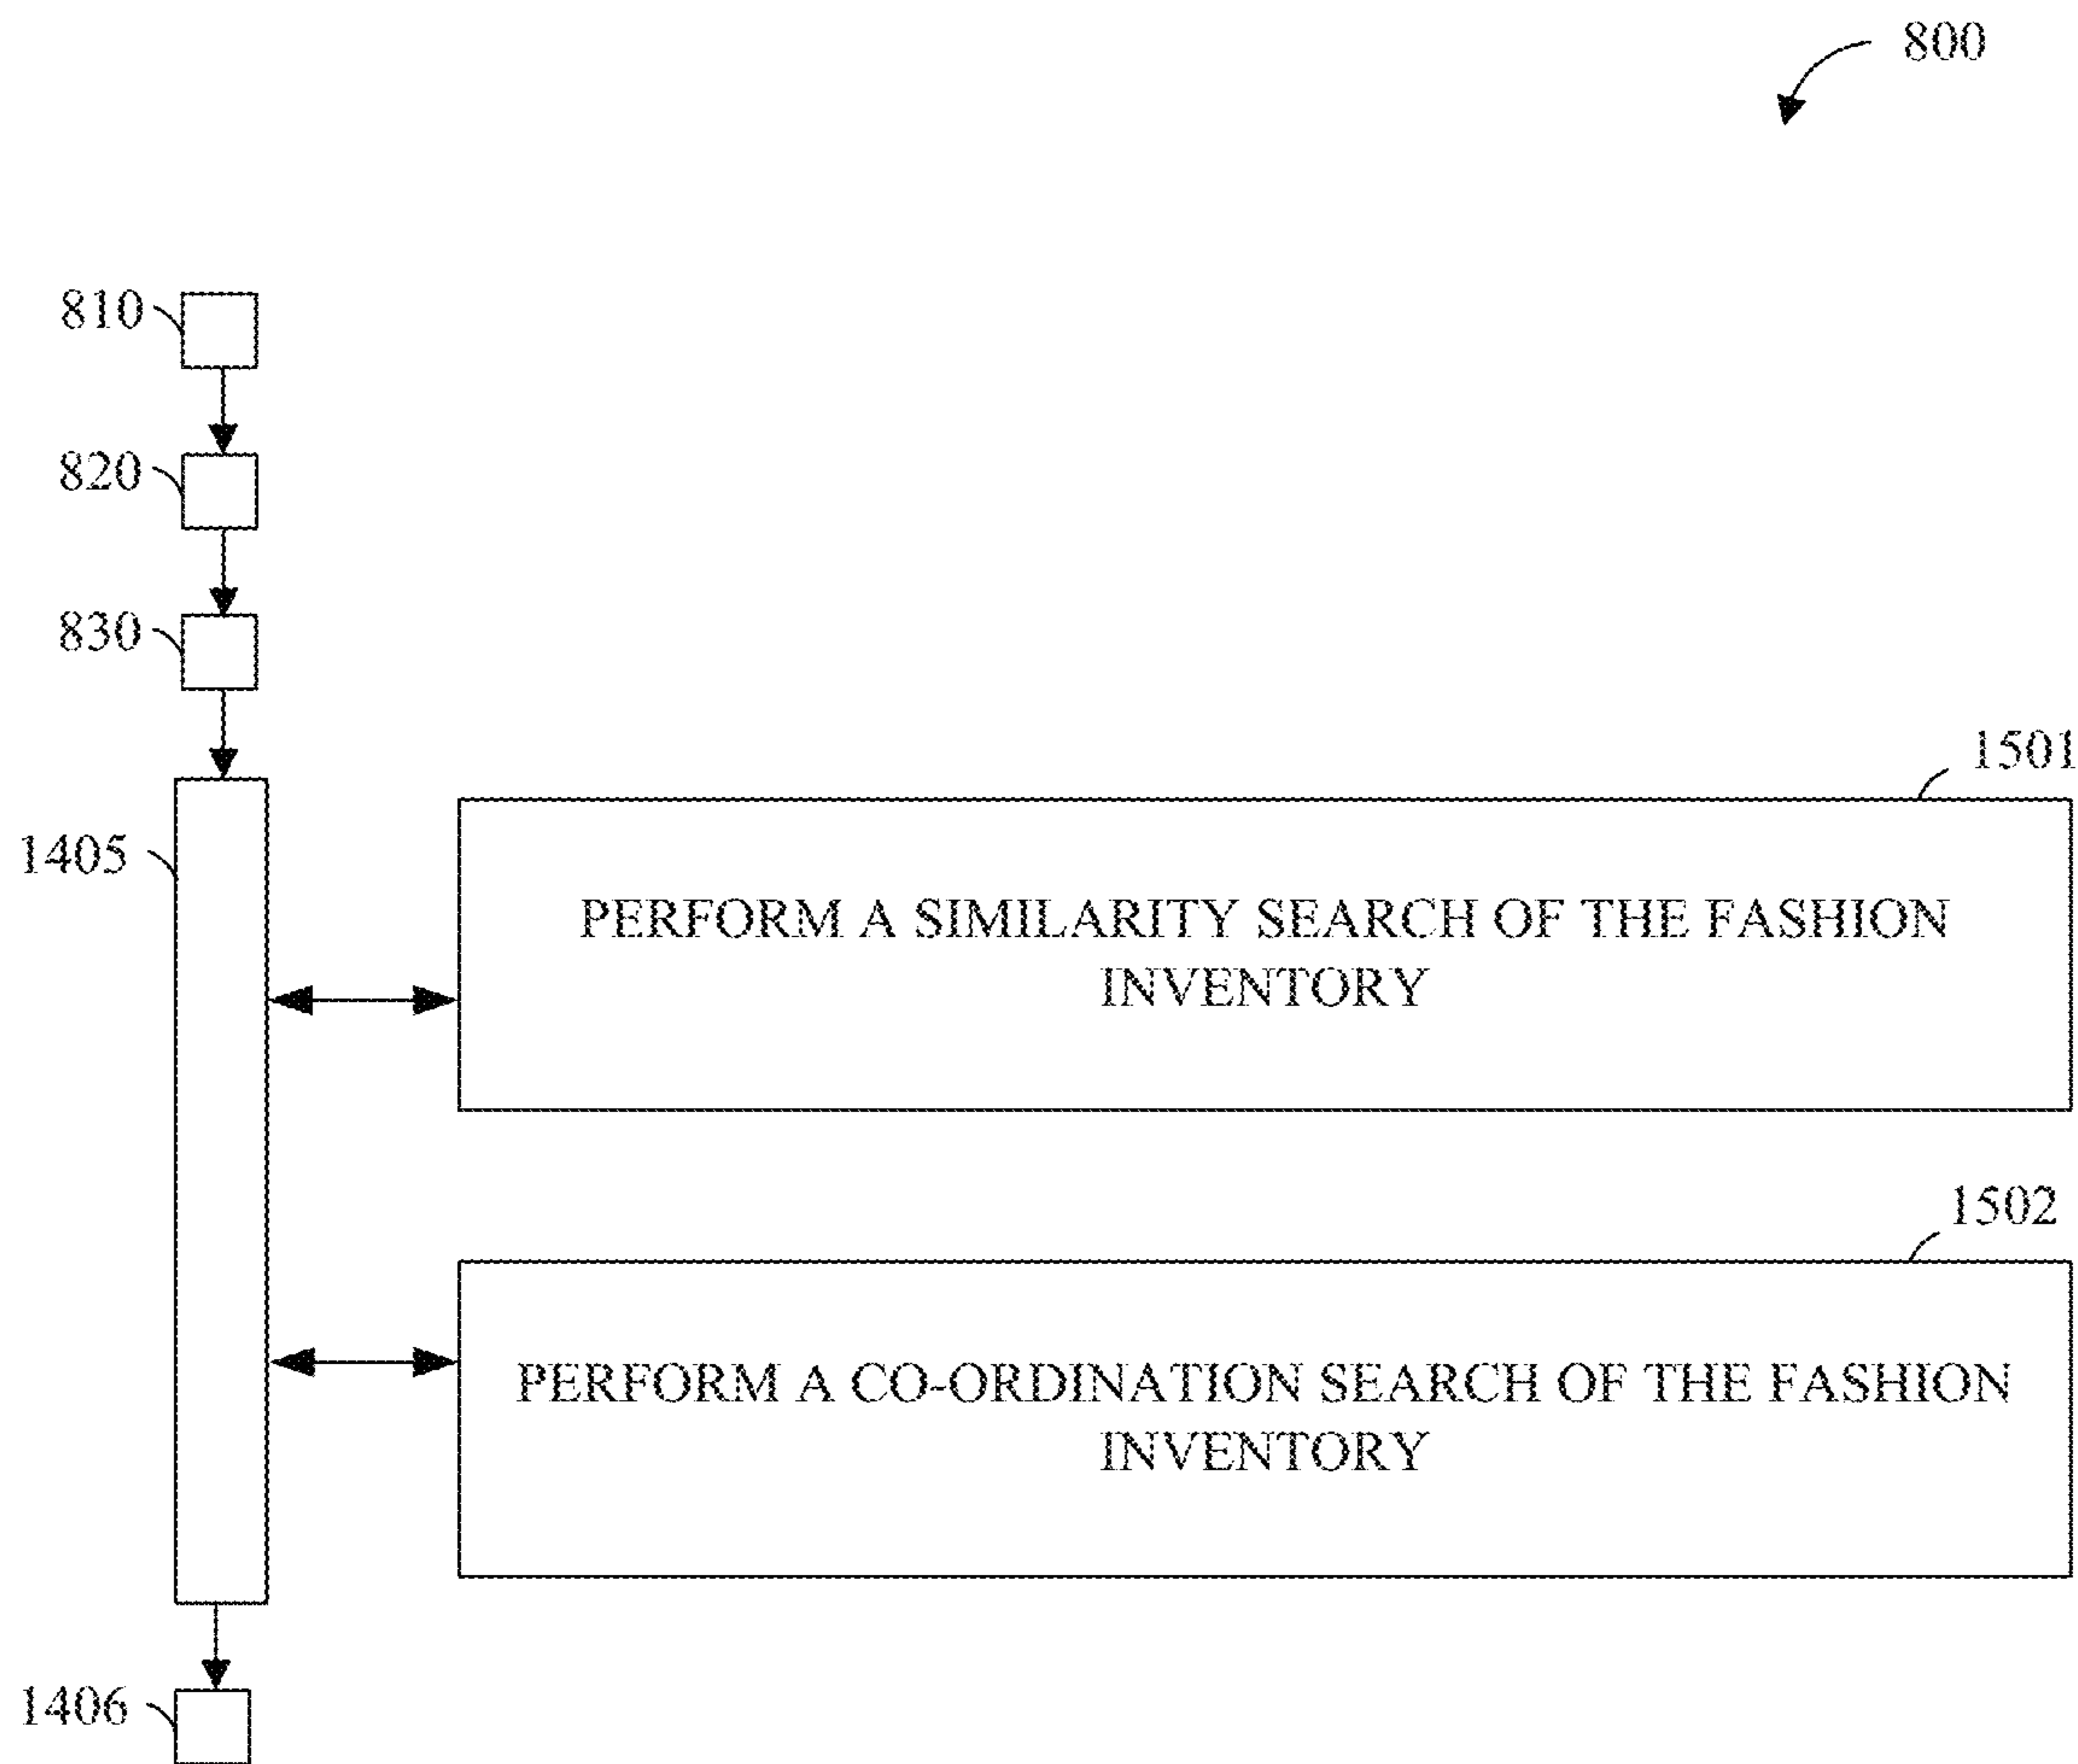 800
810
820
830
1501
1405
PERFORM A SIMILARITY SEARCH OF THE FASHION
INVENTORY
1502
PERFORM A CO-ORDINATION SEARCH OF THE FASHION
INVENTORY
1406